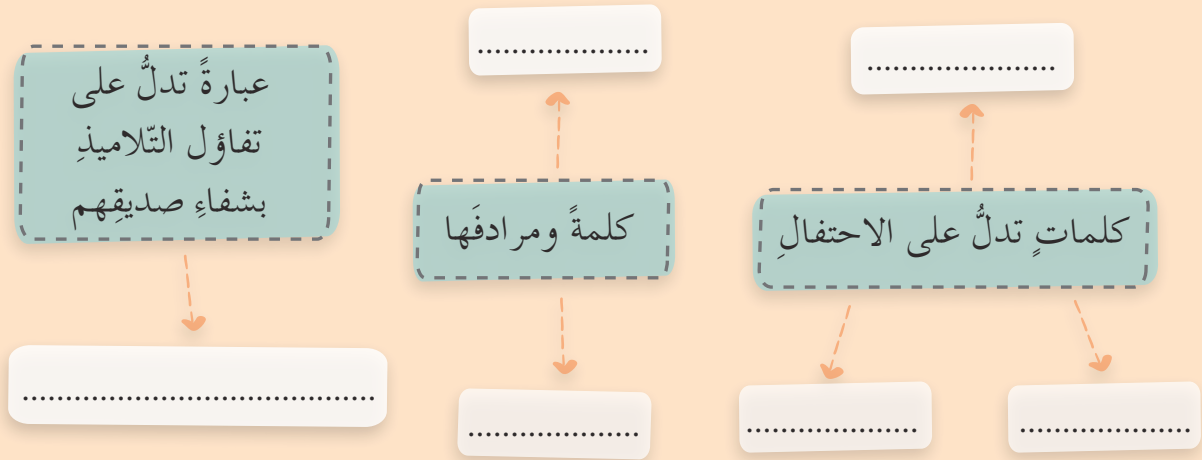 كلماتٍ تدلُّ على الاحتفالِ
كلمةً ومرادفَها
عبارةً تدلُّ على
تفاؤل التّلاميذِ
بشفاءِ صديقِهم